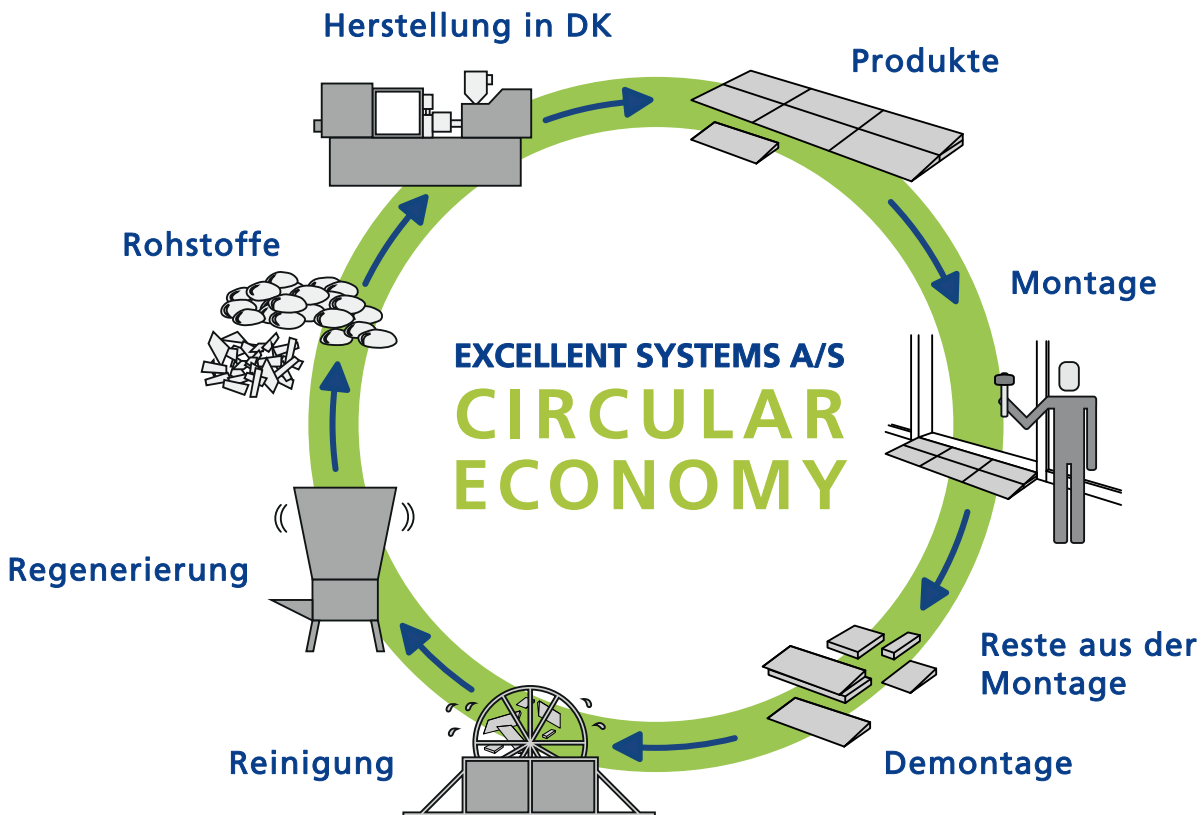 Herstellung in DK
Produkte
Rohstoffe
Montage
EXCELLENT SYSTEMS A/S
CIRCULAR
ECONOMY
Regenerierung
Reste aus der
Montage
Reinigung
Demontage